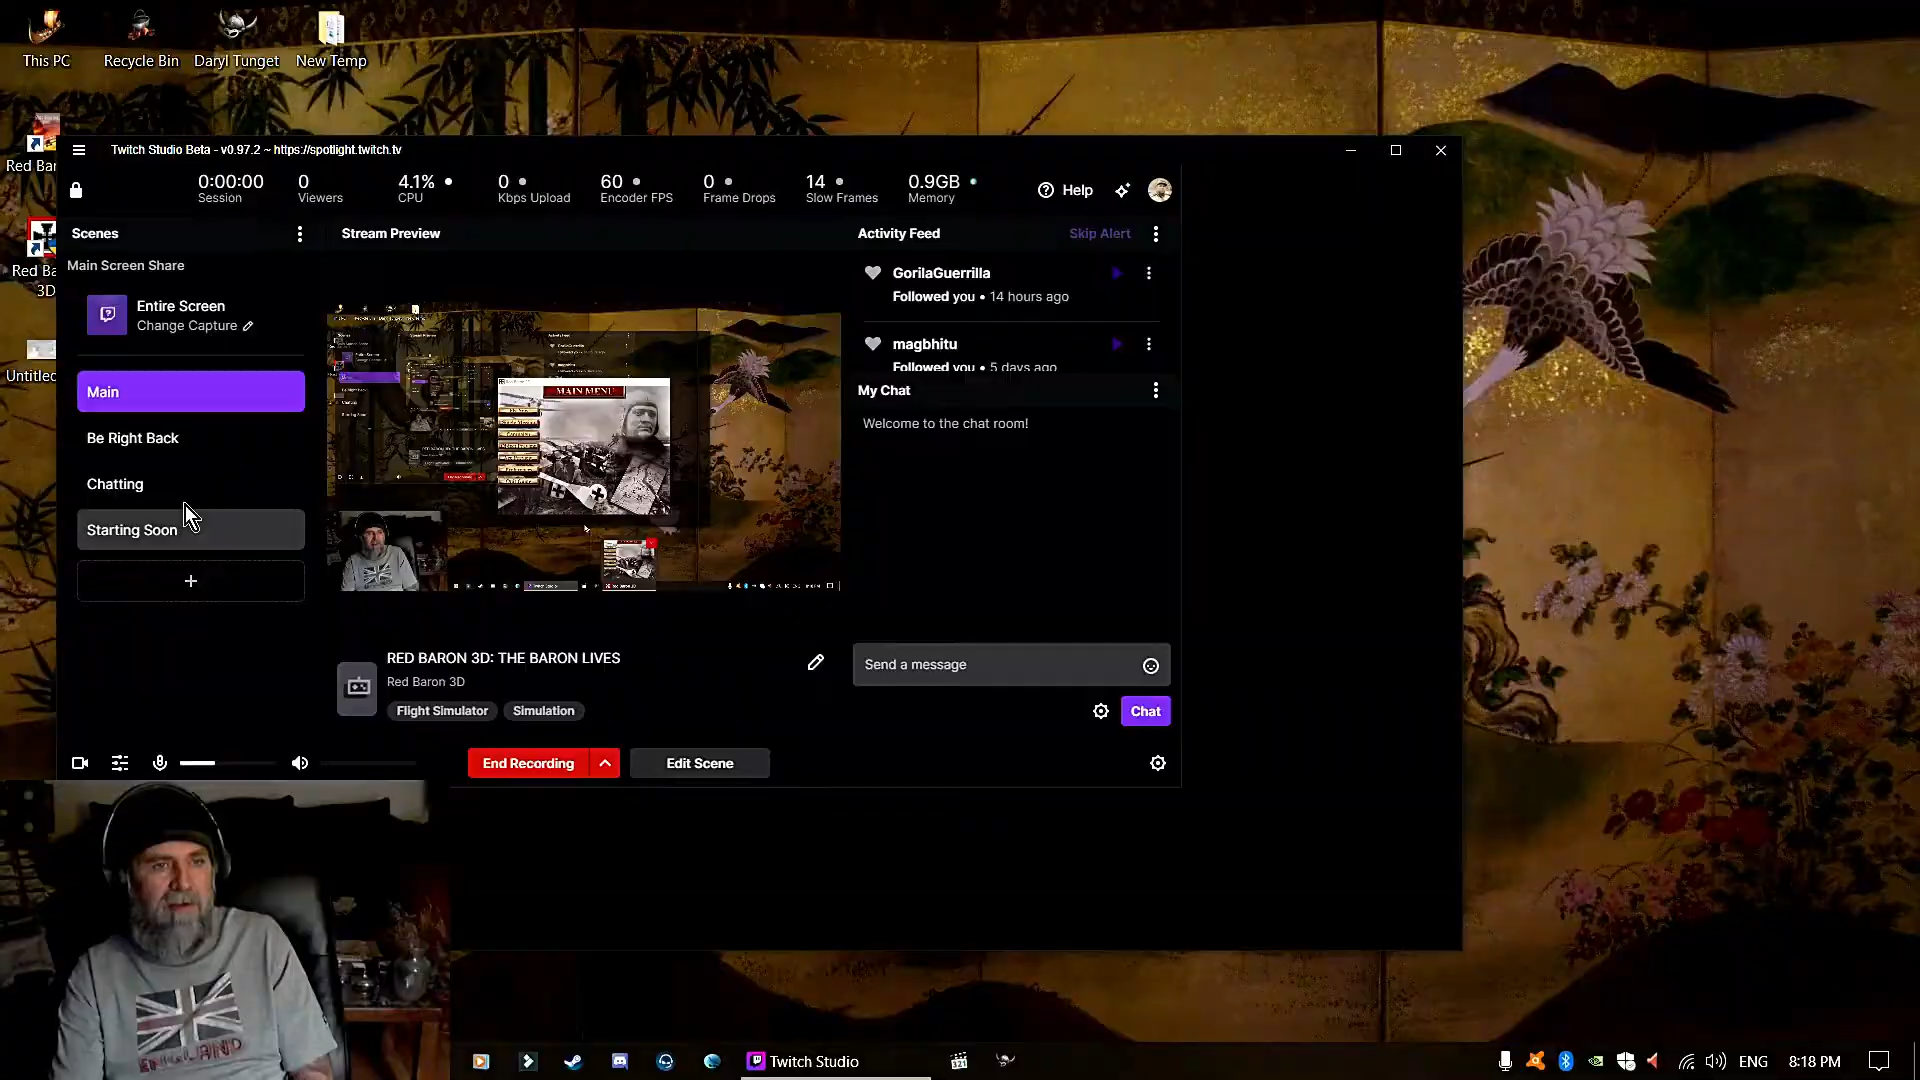 This PC
Recycle Bin
Daryl Tunget
New Temp
Red Bar
Red Ba
3D
Untitled
Twitch Studio Beta - v0.97.2 ~ https://spotlight.twitch.tv
0:00:00
Session
0
Viewers
4.1%
CPU
0
Kbps Upload
60
Encoder FPS
0
Frame Drops
14
Slow Frames
0.9GB
Memory
Help
Scenes
Main Screen Share
Entire Screen
Change Capture
Main
Be Right Back
Chatting
Starting Soon
+
Stream Preview
MAIN MENU
RED BARON 3D: THE BARON LIVES
Red Baron 3D
Flight Simulator
Simulation
End Recording
Edit Scene
Activity Feed
Skip Alert
GorilaGuerrilla
Followed you • 14 hours ago
magbhitu
Followed you • 5 days ago
My Chat
Welcome to the chat room!
Send a message
Chat
ENGLAND
Twitch Studio
321
ENG
8:18 PM